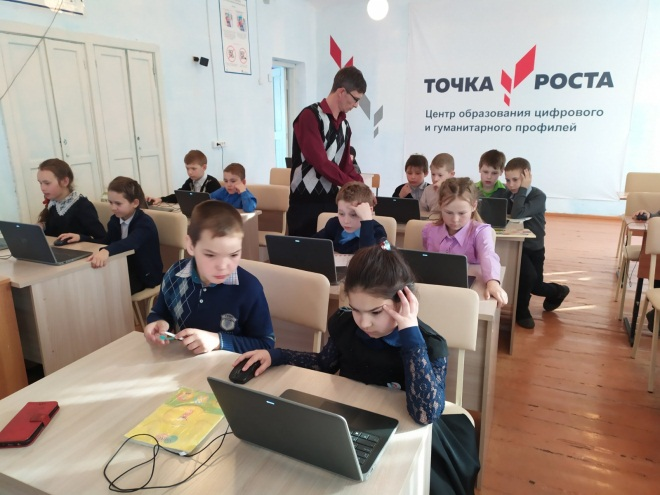 ТОЧКА РОСТА
Центр образования цифрового
и гуманитарного профилей